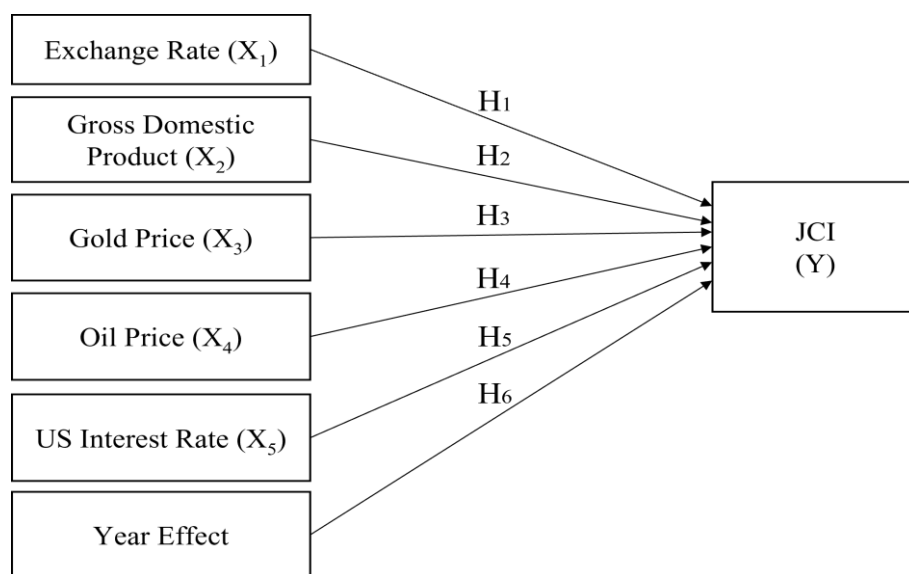 Exchange Rate (X₁)
Gross Domestic
Product (X₂)
Gold Price (X₃)
Oil Price (X₄)
US Interest Rate (X₅)
Year Effect
H1
H2
H3
H4
H5
H6
JCI
(Y)